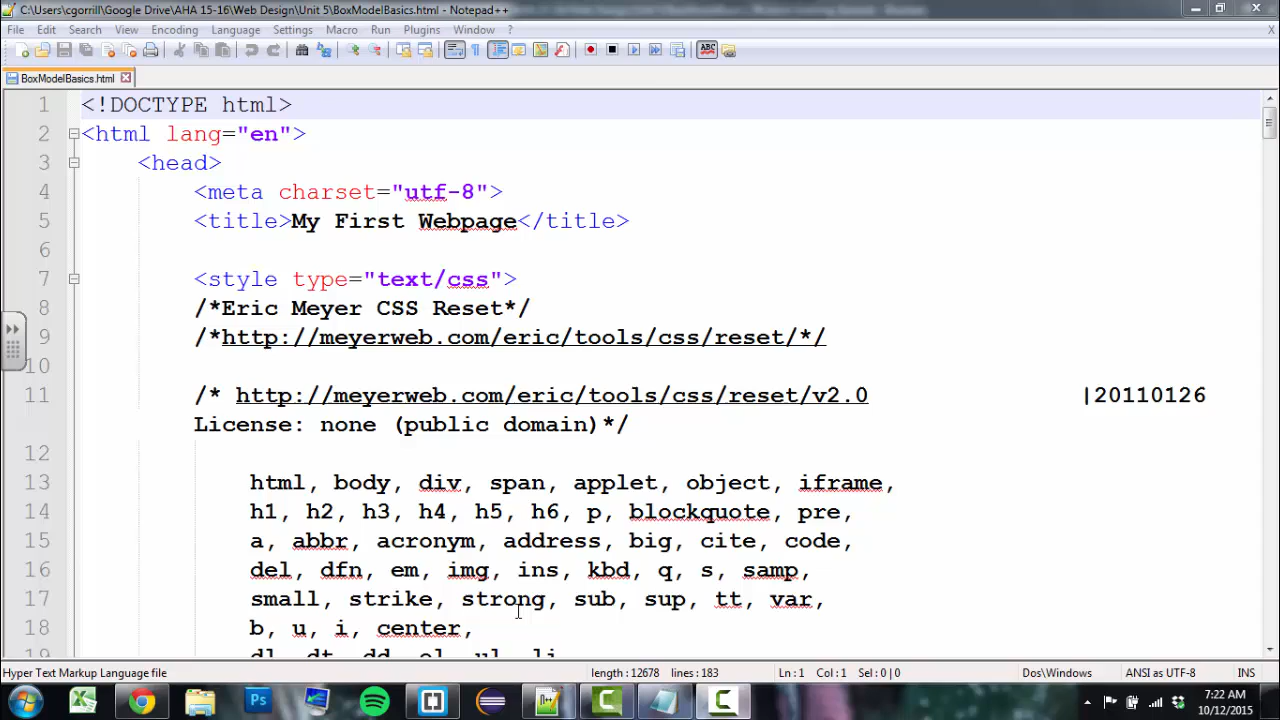 C:\Users\cgorrill\Google Drive\AHA 15-16\Web Design\Unit 5\BoxModelBasics.html - Notepad++
File Edit Search View Encoding Language Settings Macro Run Plugins Window ? X
BoxModelBasics.html
1 <!DOCTYPE html>
2 <html lang="en">
3 <head>
4 <meta charset="utf-8">
5 <title>My First Webpage</title>
6
7 <style type="text/css">
8 /*Eric Meyer CSS Reset*/
9 /*http://meyerweb.com/eric/tools/css/reset/*/
10
11 /* http://meyerweb.com/eric/tools/css/reset/v2.0 |20110126
License: none (public domain)*/
12
13 html, body, div, span, applet, object, iframe,
14 h1, h2, h3, h4, h5, h6, p, blockquote, pre,
15 a, abbr, acronym, address, big, cite, code,
16 del, dfn, em, img, ins, kbd, q, s, samp,
17 small, strike, strong, sub, sup, tt, var,
18 b, u, i, center,
19 dl, dt, dd, ol, ul, li,
Hyper Text Markup Language file length : 12678 lines : 183 Ln : 1 Col : 1 Sel : 0 | 0 Dos\Windows ANSI as UTF-8 INS
7:22 AM
10/12/2015